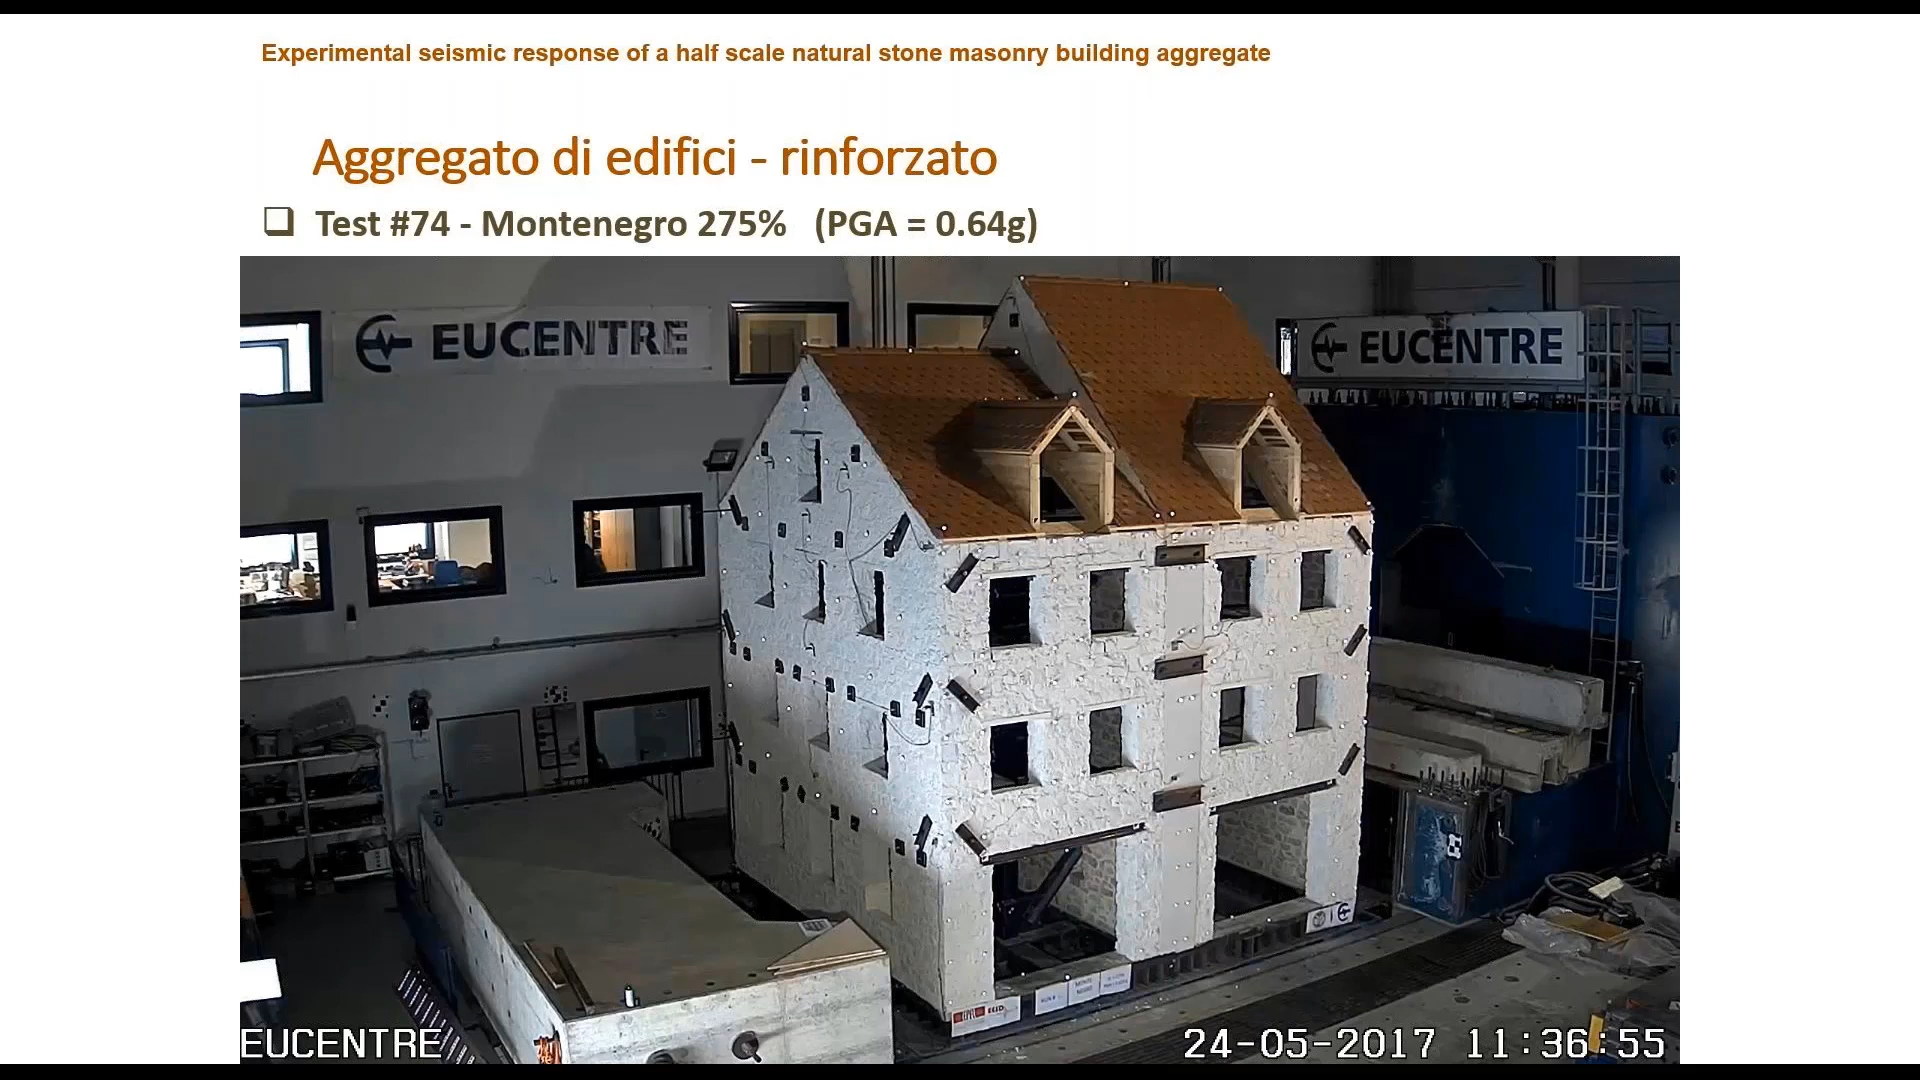 Experimental seismic response of a half scale natural stone masonry building aggregate
Aggregato di edifici - rinforzato
Test #74 - Montenegro 275% (PGA = 0.64g)
EUCENTRE
EUCENTRE
EUCENTRE
24-05-2017 11:36:55